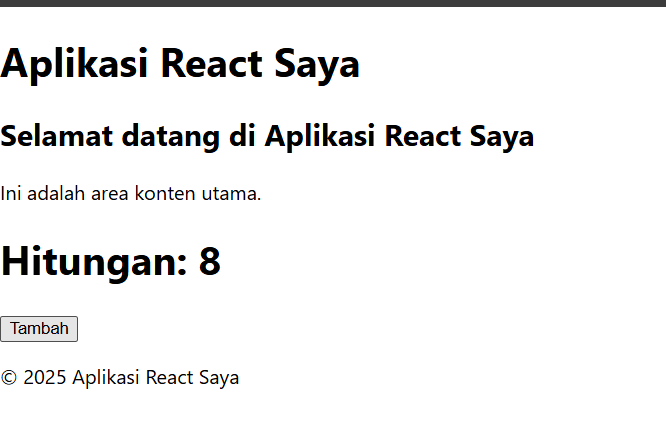 Aplikasi React Saya
Selamat datang di Aplikasi React Saya
Ini adalah area konten utama.
Hitungan: 8
Tambah
© 2025 Aplikasi React Saya